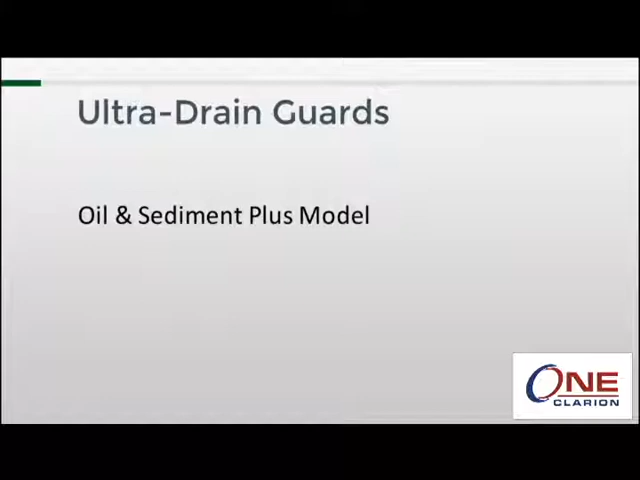 Ultra-Drain Guards
Oil & Sediment Plus Model
ONE
CLARION